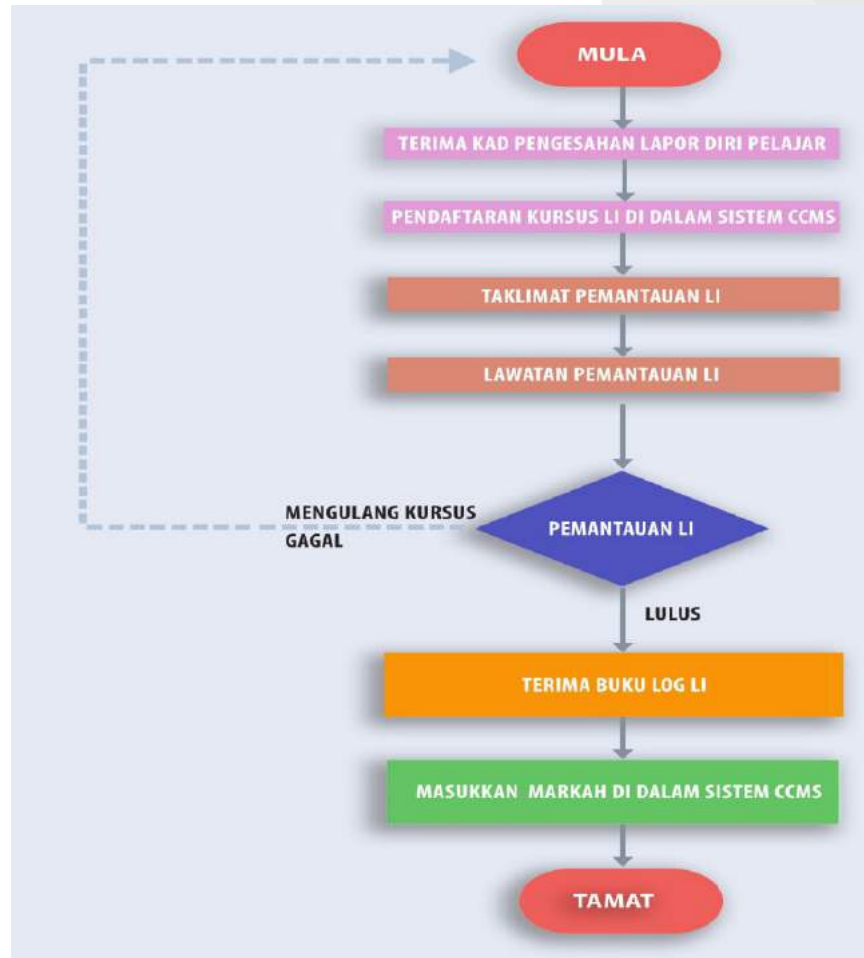 MULA
TERIMA KAD PENGESAHAN LAPOR DIRI PELAJAR
PENDAFTARAN KURSUS LI DI DALAM SISTEM CCMS
TAKLIMAT PEMANTAUAN LI
LAWATAN PEMANTAUAN LI
MENGULANG KURSUS
GAGAL
PEMANTAUAN LI
LULUS
TERIMA BUKU LOG LI
MASUKKAN MARKAH DI DALAM SISTEM CCMS
TAMAT